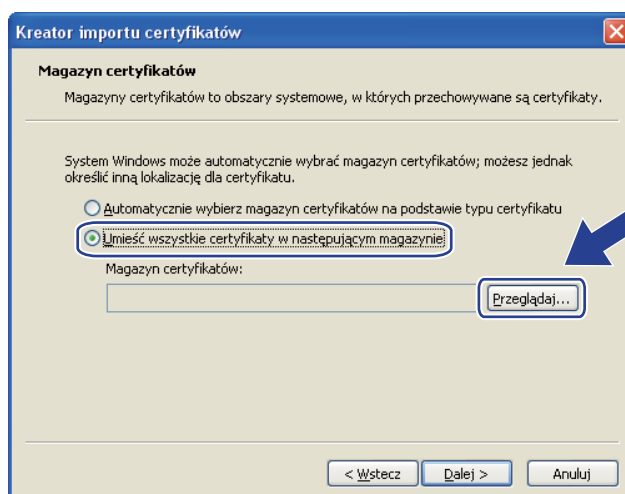 Kreator importu certyfikatów
Magazyn certyfikatów
Magazyny certyfikatów to obszary systemowe, w których przechowywane są certyfikaty.
System Windows może automatycznie wybrać magazyn certyfikatów; możesz jednak
określić inną lokalizację dla certyfikatu.
Automatycznie wybierz magazyn certyfikatów na podstawie typu certyfikatu
Umieść wszystkie certyfikaty w następującym magazynie
Magazyn certyfikatów:
Przeglądaj...
< Wstecz Dalej > Anuluj